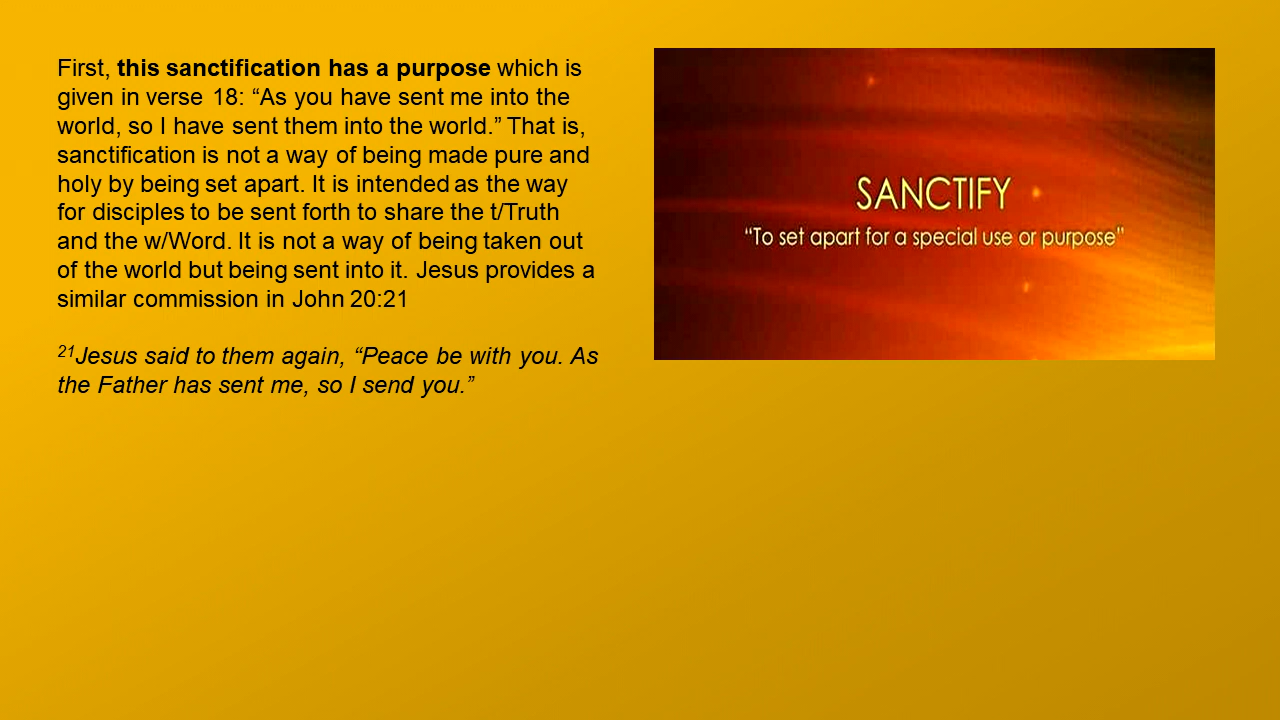 First, this sanctification has a purpose which is
given in verse 18: “As you have sent me into the
world, so I have sent them into the world.” That is,
sanctification is not a way of being made pure and
holy by being set apart. It is intended as the way
for disciples to be sent forth to share the t/Truth
and the w/Word. It is not a way of being taken out
of the world but being sent into it. Jesus provides a
similar commission in John 20:21
21Jesus said to them again, “Peace be with you. As
the Father has sent me, so I send you.”
SANCTIFY
“To set apart for a special use or purpose”